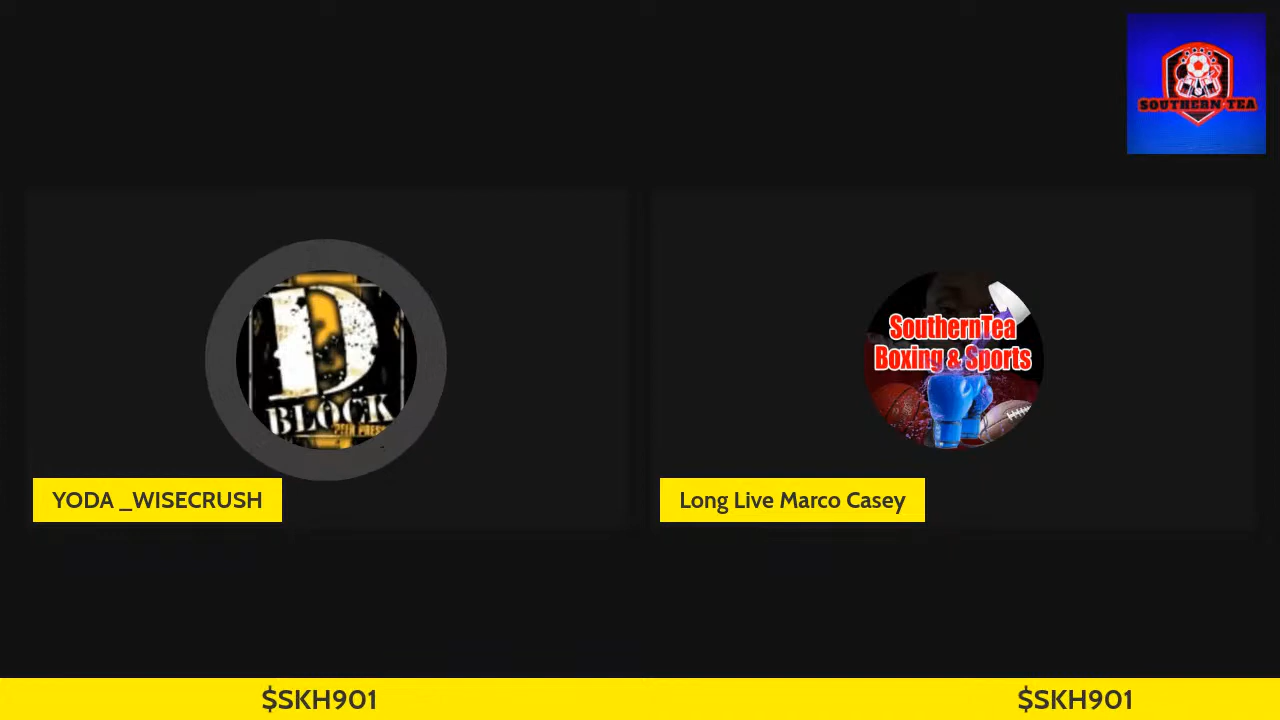 SOUTHERN TEA
D
BLOCK
SouthernTea
Boxing & Sports
YODA _WISECRUSH
Long Live Marco Casey
$SKH901
$SKH901